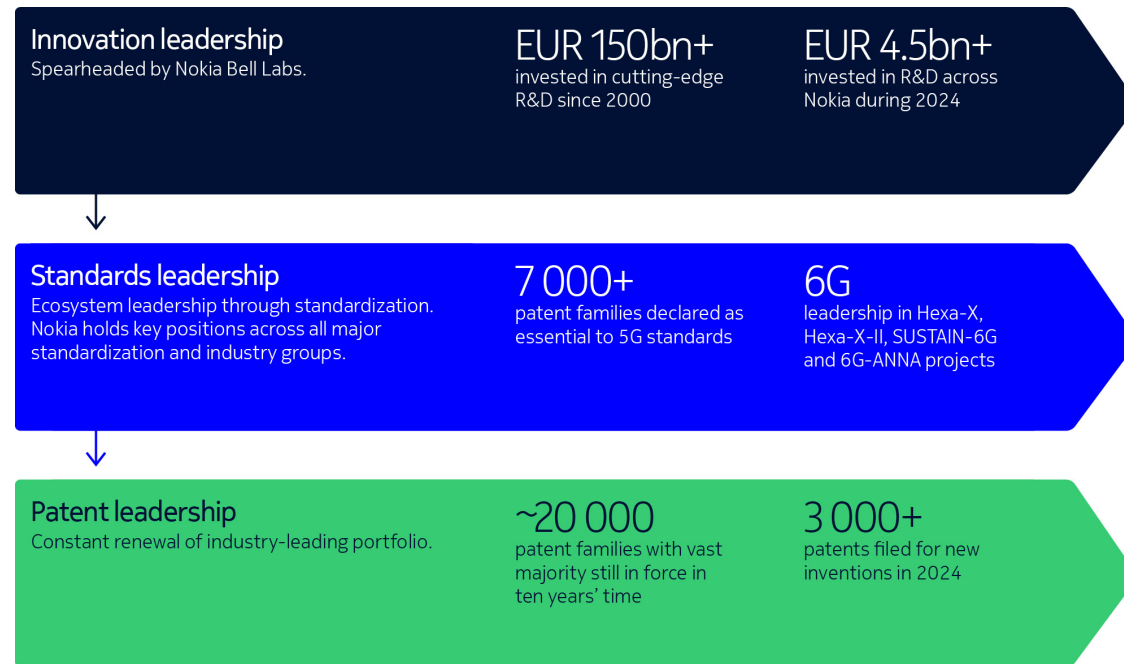 Innovation leadership
Spearheaded by Nokia Bell Labs.
EUR 150bn+
invested in cutting-edge
R&D since 2000
EUR 4.5bn+
invested in R&D across
Nokia during 2024
Standards leadership
Ecosystem leadership through standardization.
Nokia holds key positions across all major
standardization and industry groups.
7 000+
patent families declared as
essential to 5G standards
6G
leadership in Hexa-X,
Hexa-X-II, SUSTAIN-6G
and 6G-ANNA projects
Patent leadership
Constant renewal of industry-leading portfolio.
~20 000
patent families with vast
majority still in force in
ten years’ time
3 000+
patents filed for new
inventions in 2024